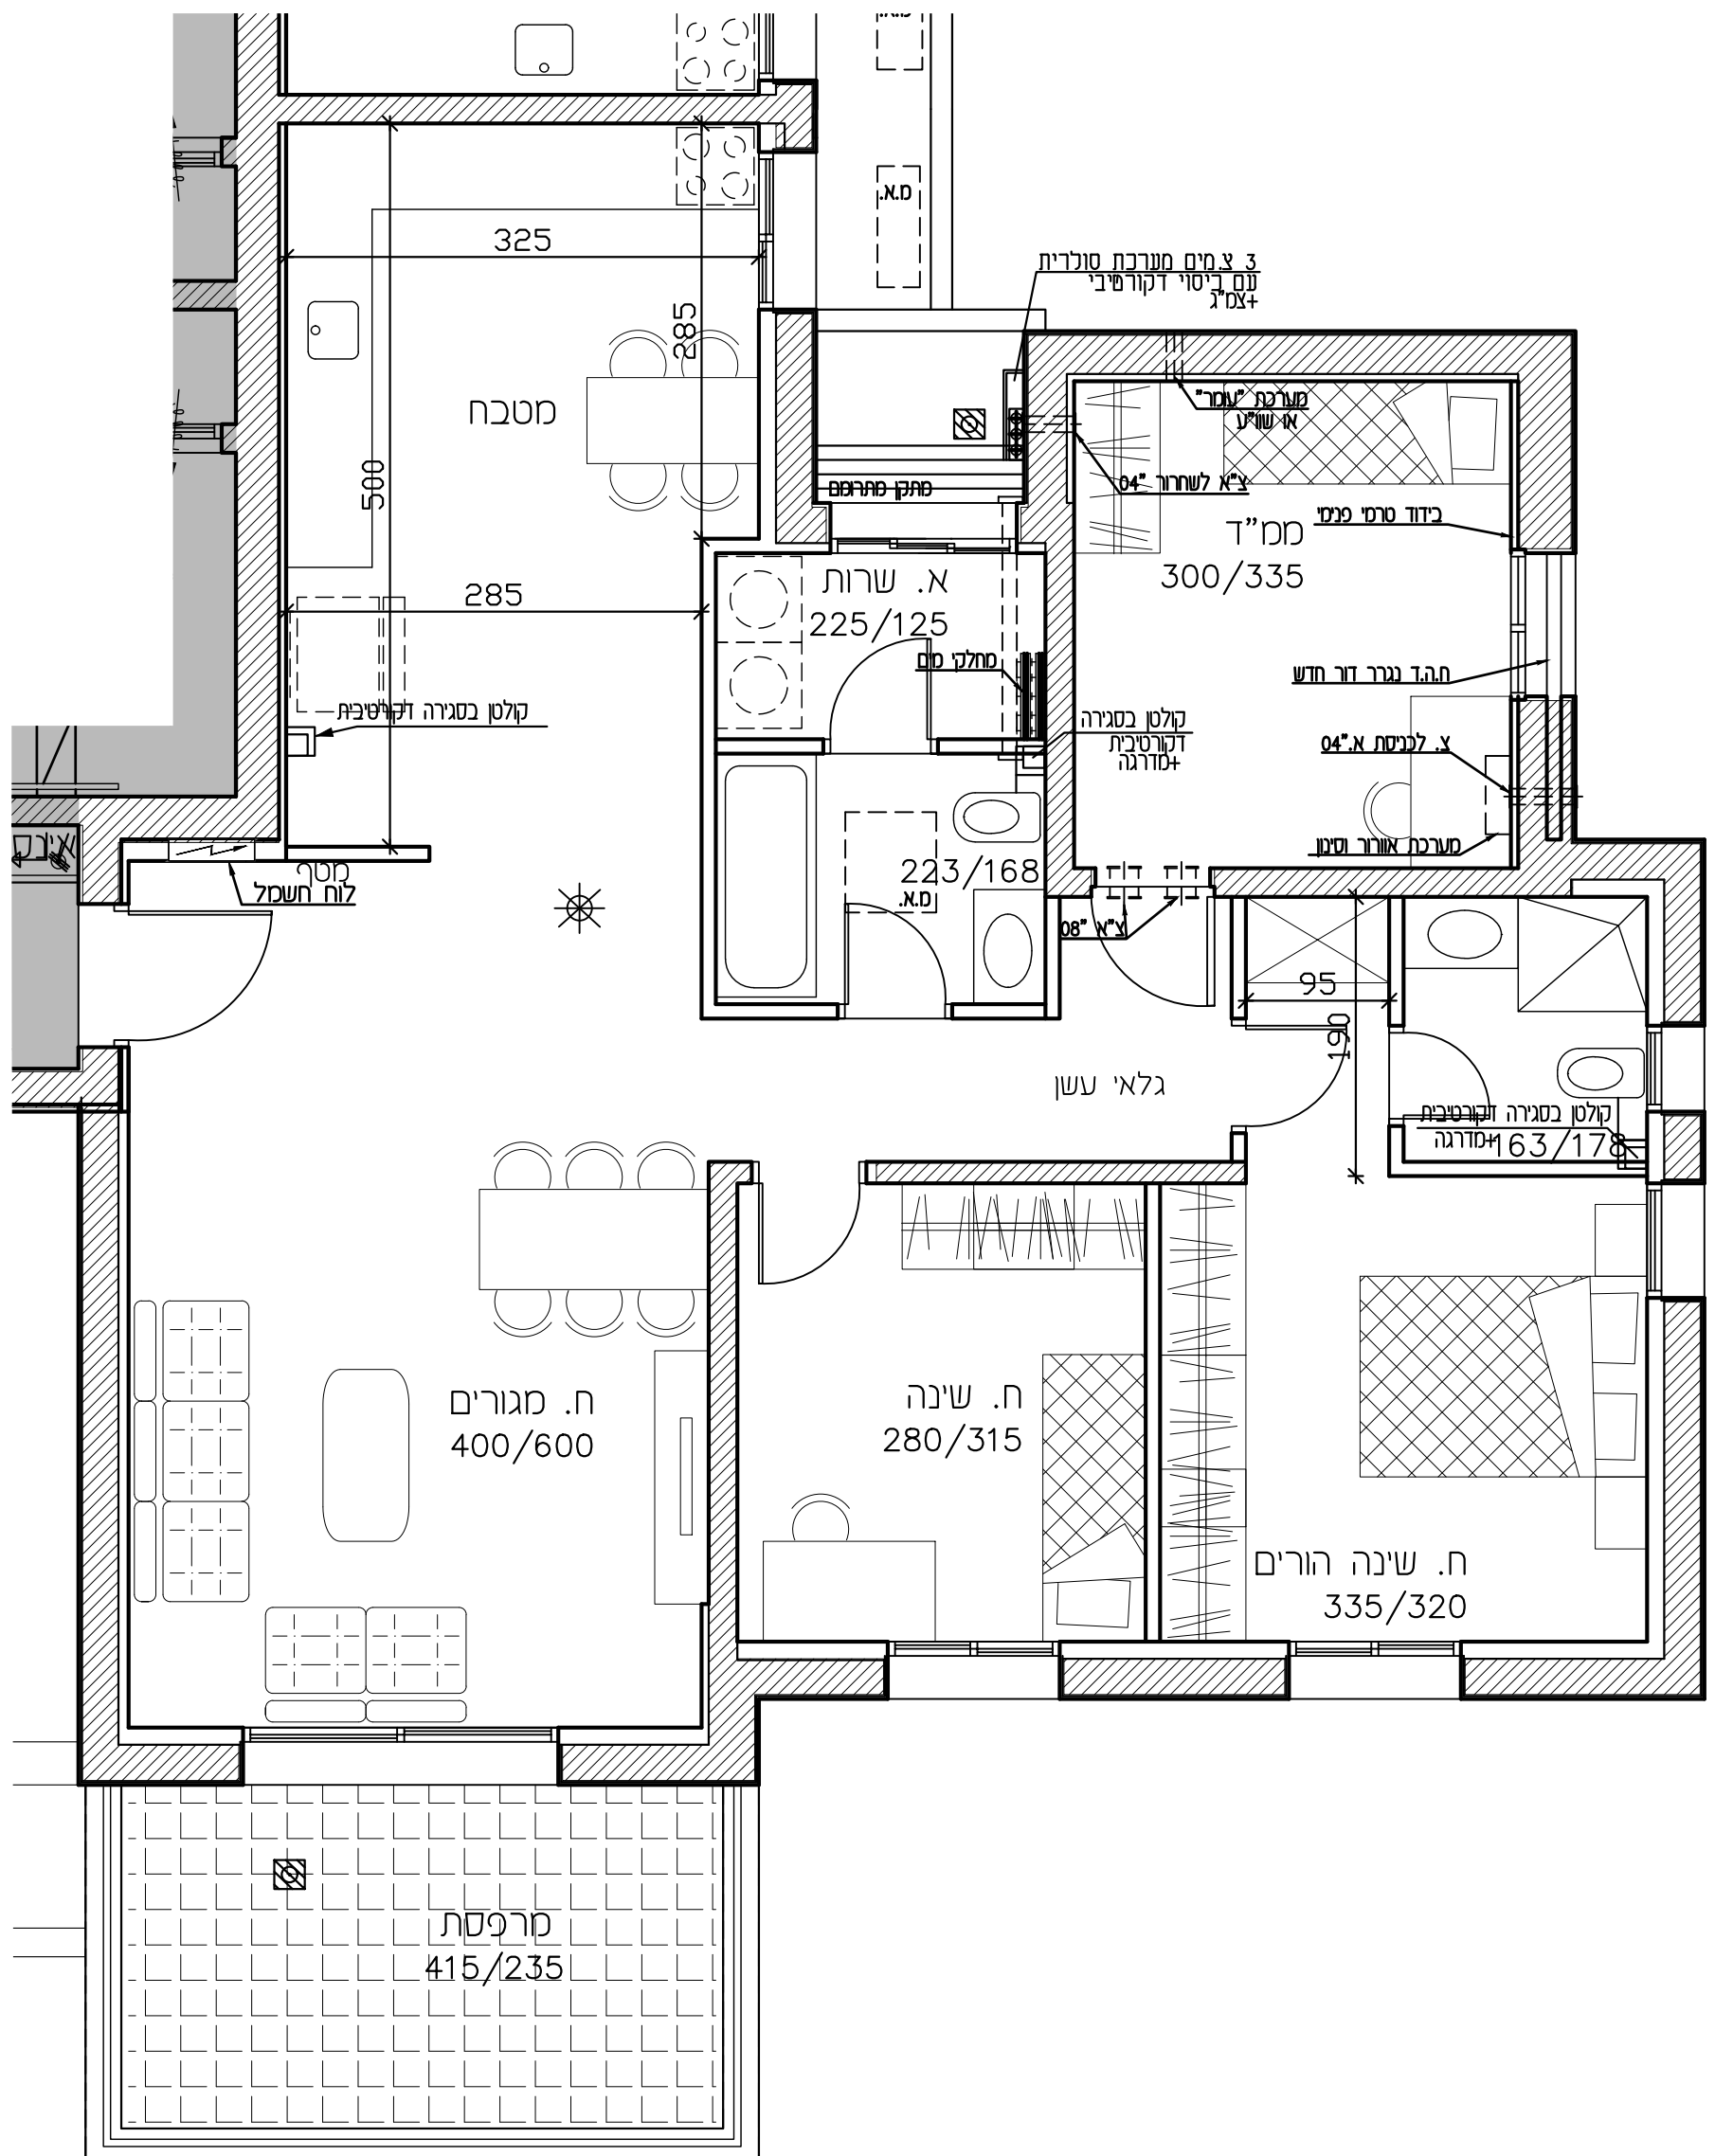 מ.א.
מ.א.
325
285
500
מטבח
285
3 צ.מים מערכת סולרית
עם כיסוי דקורטיבי
+צמ"ג
מערכת "עומר"
או שוו"ע
צ"א לשחרור "04
מתקן מתרומם
ממ"ד
300/335
בידוד טרמי פנימי
א. שרות
225/125
מחלקי מים
ח.ה.ד נגרר דור חדש
קולטן בסגירה דקורטיבית
קולטן בסגירה
דקורטיבית
+מדרגה
צ. לכניסת א."04
מערכת אוורור וסינון
מטף
לוח חשמל
223/168
מ.א.
צ"א "08
95
190
גלאי עשן
קולטן בסגירה דקורטיבית
+מדרגה
163/178
ח. מגורים
400/600
ח. שינה
280/315
ח. שינה הורים
335/320
מרפסת
415/235